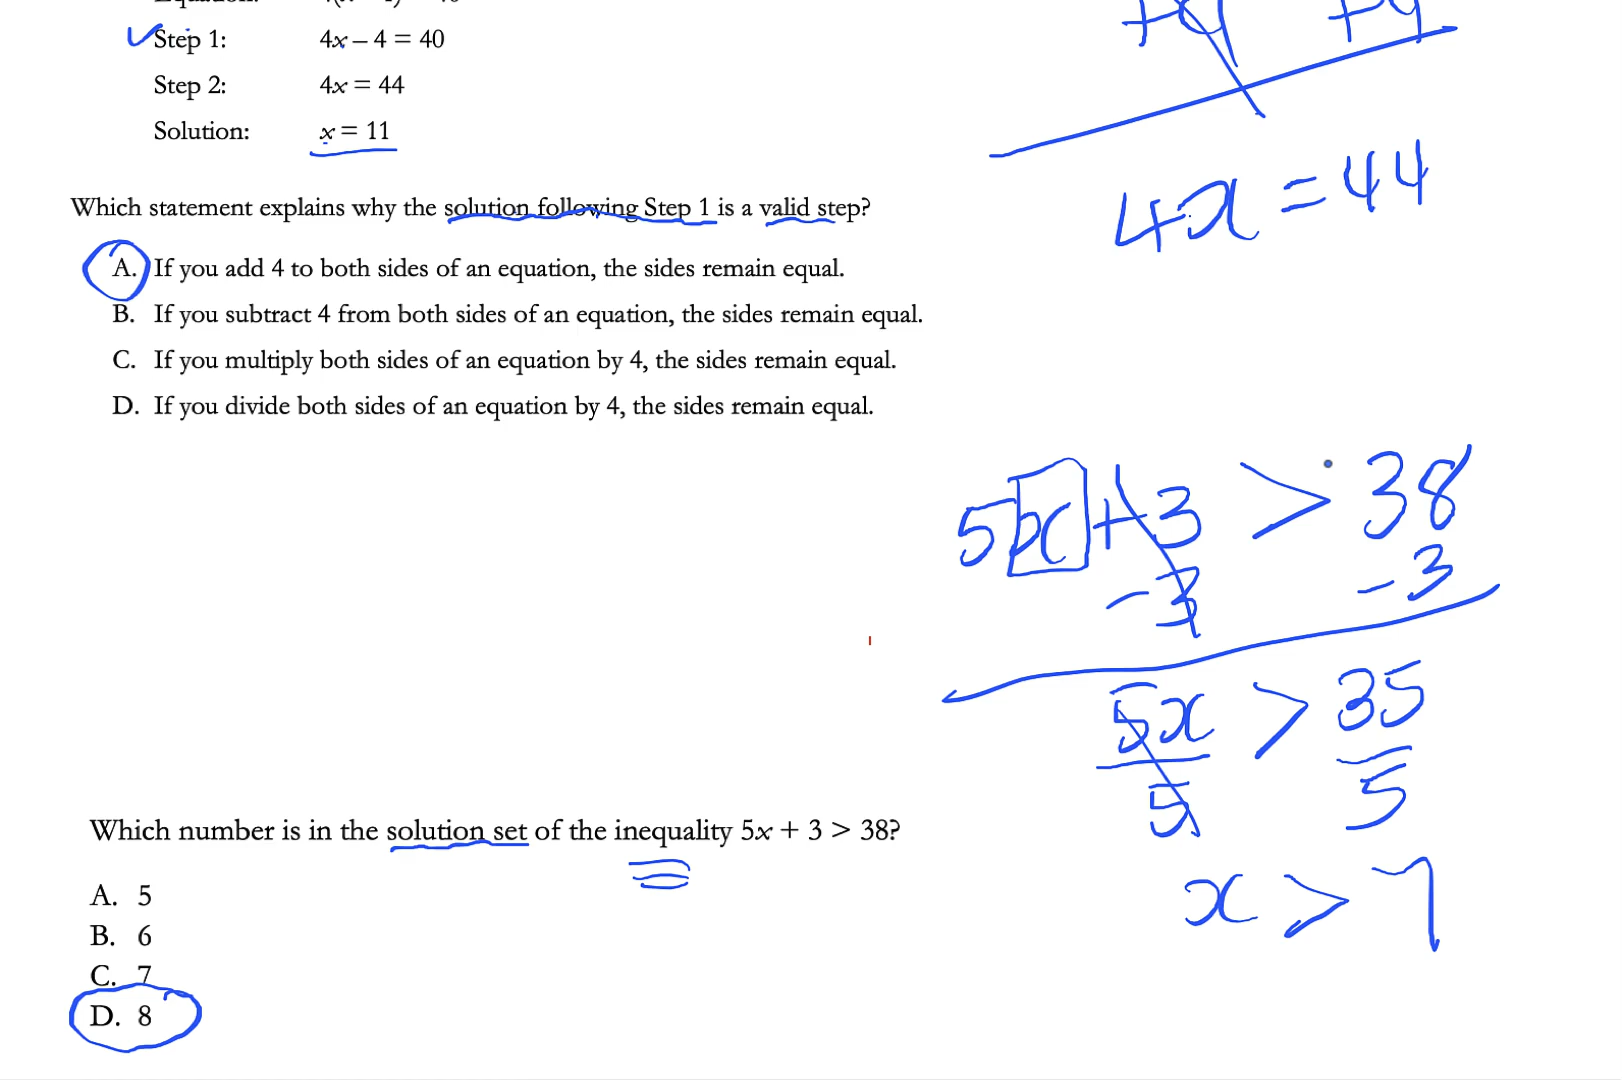 Step 1: 4x – 4 = 40
Step 2: 4x = 44
Solution: x = 11
4x = 44
Which statement explains why the solution following Step 1 is a valid step?
A. If you add 4 to both sides of an equation, the sides remain equal.
B. If you subtract 4 from both sides of an equation, the sides remain equal.
C. If you multiply both sides of an equation by 4, the sides remain equal.
D. If you divide both sides of an equation by 4, the sides remain equal.
5x + 3 > 38
-3 -3
5x > 35
5 5
x > 7
Which number is in the solution set of the inequality 5x + 3 > 38?
A. 5
B. 6
C. 7
D. 8